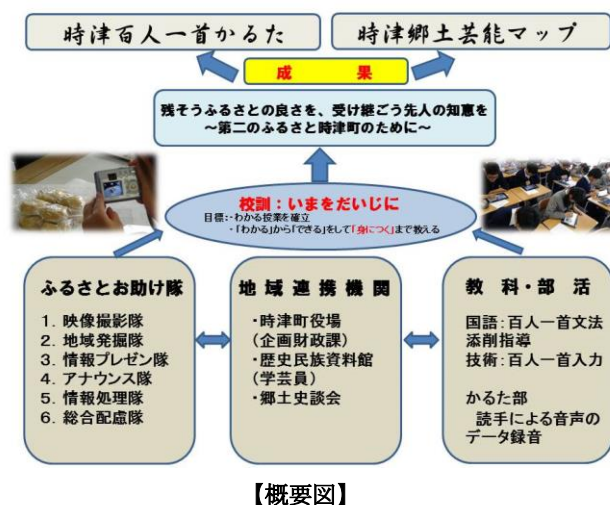 時津百人一首かるた
時津郷土芸能マップ
成　果
残そうふるさとの良さを、受け継ごう先人の知恵を
～第二のふるさと時津町のために～
校訓：いまをだいじに
目標：・わかる授業を確立
・「わかる」から「できる」をして「身につく」まで教える
ふるさとお助け隊
1. 映像撮影隊
2. 地域発掘隊
3. 情報プレゼン隊
4. アナウンス隊
5. 情報処理隊
6. 総合配慮隊
地域連携機関
・時津町役場
(企画財政課)
・歴史民族資料館
(学芸員)
・郷土史談会
教科・部活
国語：百人一首文法
添削指導
技術：百人一首入力
かるた部
読手による音声の
データ録音
【概要図】